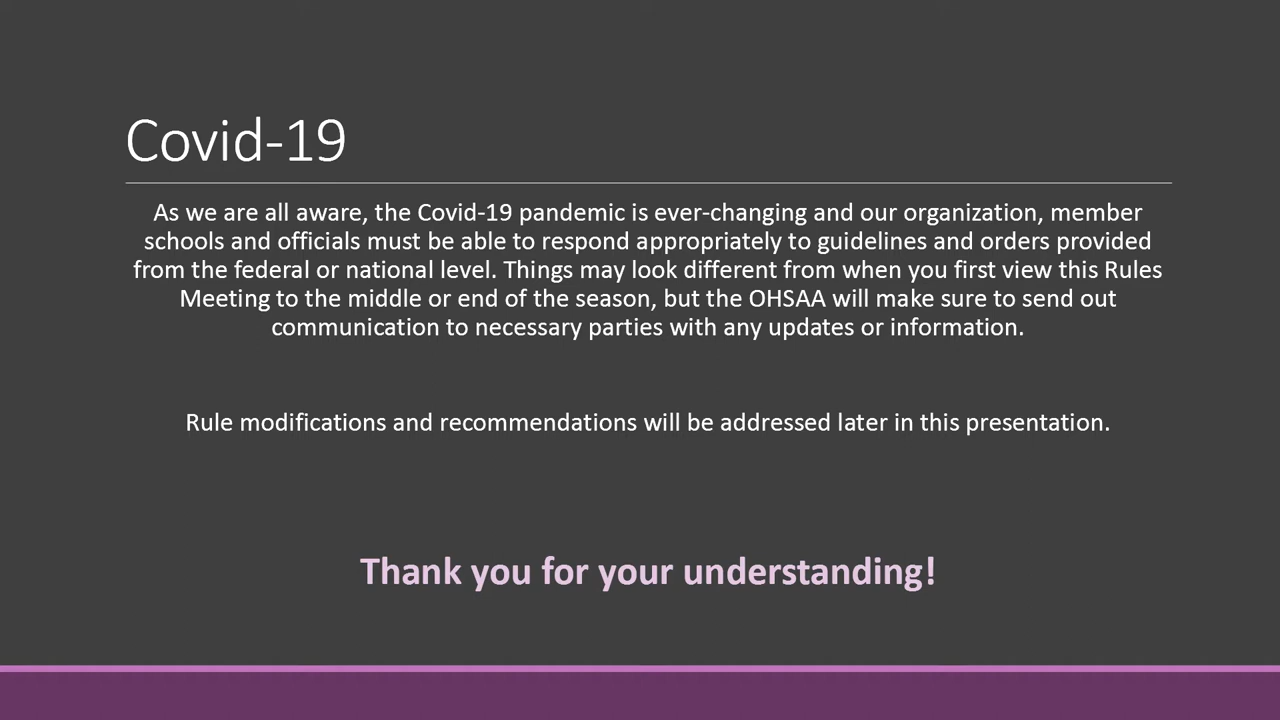 Covid-19
As we are all aware, the Covid-19 pandemic is ever-changing and our organization, member
schools and officials must be able to respond appropriately to guidelines and orders provided
from the federal or national level. Things may look different from when you first view this Rules
Meeting to the middle or end of the season, but the OHSAA will make sure to send out
communication to necessary parties with any updates or information.
Rule modifications and recommendations will be addressed later in this presentation.
Thank you for your understanding!